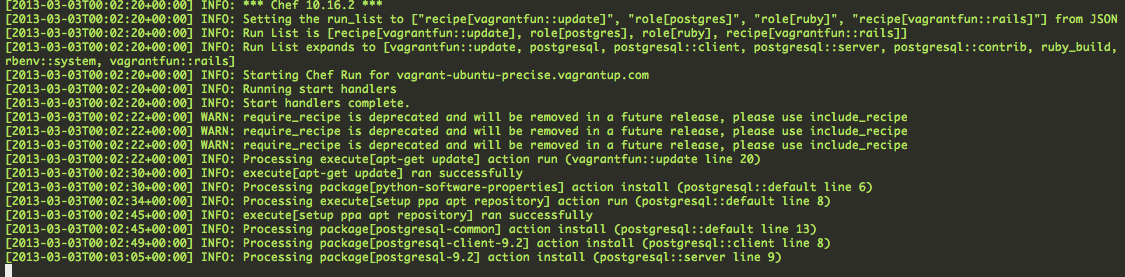 [2013-03-03T00:02:20+00:00] INFO: *** Chef 10.16.2 ***
[2013-03-03T00:02:20+00:00] INFO: Setting the run_list to ["recipe[vagrantfun::update]", "role[postgres]", "role[ruby]", "recipe[vagrantfun::rails]"] from JSON
[2013-03-03T00:02:20+00:00] INFO: Run List is [recipe[vagrantfun::update], role[postgres], role[ruby], recipe[vagrantfun::rails]]
[2013-03-03T00:02:20+00:00] INFO: Run List expands to [vagrantfun::update, postgresql, postgresql::client, postgresql::server, postgresql::contrib, ruby_build,
rbenv::system, vagrantfun::rails]
[2013-03-03T00:02:20+00:00] INFO: Starting Chef Run for vagrant-ubuntu-precise.vagrantup.com
[2013-03-03T00:02:20+00:00] INFO: Running start handlers
[2013-03-03T00:02:20+00:00] INFO: Start handlers complete.
[2013-03-03T00:02:22+00:00] WARN: require_recipe is deprecated and will be removed in a future release, please use include_recipe
[2013-03-03T00:02:22+00:00] WARN: require_recipe is deprecated and will be removed in a future release, please use include_recipe
[2013-03-03T00:02:22+00:00] WARN: require_recipe is deprecated and will be removed in a future release, please use include_recipe
[2013-03-03T00:02:22+00:00] INFO: Processing execute[apt-get update] action run (vagrantfun::update line 20)
[2013-03-03T00:02:30+00:00] INFO: execute[apt-get update] ran successfully
[2013-03-03T00:02:30+00:00] INFO: Processing package[python-software-properties] action install (postgresql::default line 6)
[2013-03-03T00:02:34+00:00] INFO: Processing execute[setup ppa apt repository] action run (postgresql::default line 8)
[2013-03-03T00:02:45+00:00] INFO: execute[setup ppa apt repository] ran successfully
[2013-03-03T00:02:45+00:00] INFO: Processing package[postgresql-common] action install (postgresql::default line 13)
[2013-03-03T00:02:49+00:00] INFO: Processing package[postgresql-client-9.2] action install (postgresql::client line 8)
[2013-03-03T00:03:05+00:00] INFO: Processing package[postgresql-9.2] action install (postgresql::server line 9)